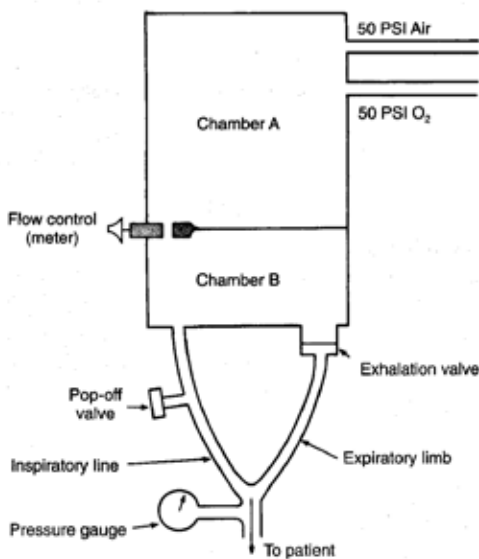 50 PSI Air
Chamber A
50 PSI O₂
Flow control
(meter)
Chamber B
Exhalation valve
Pop-off
valve
Inspiratory line
Expiratory limb
Pressure gauge
To patient